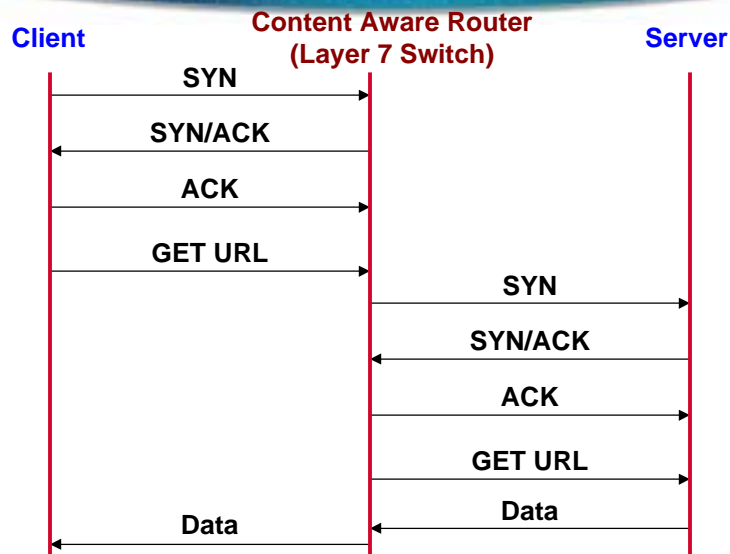 Client
Content Aware Router
(Layer 7 Switch)
Server
SYN
SYN/ACK
ACK
GET URL
SYN
SYN/ACK
ACK
GET URL
Data
Data